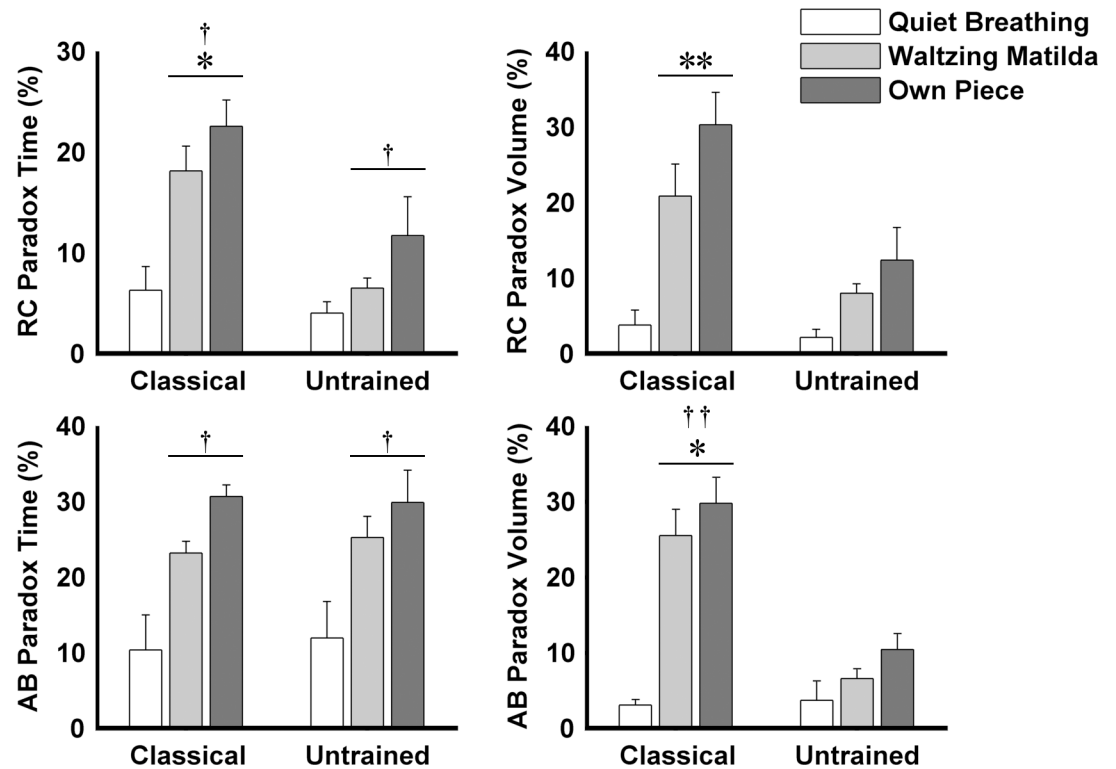 Quiet Breathing
Waltzing Matilda
Own Piece
RC Paradox Time (%)
30
20
10
0
†
*
†
Classical
Untrained
RC Paradox Volume (%)
40
30
20
10
0
**
Classical
Untrained
AB Paradox Time (%)
40
30
20
10
0
†
†
Classical
Untrained
AB Paradox Volume (%)
40
30
20
10
0
††
*
Classical
Untrained